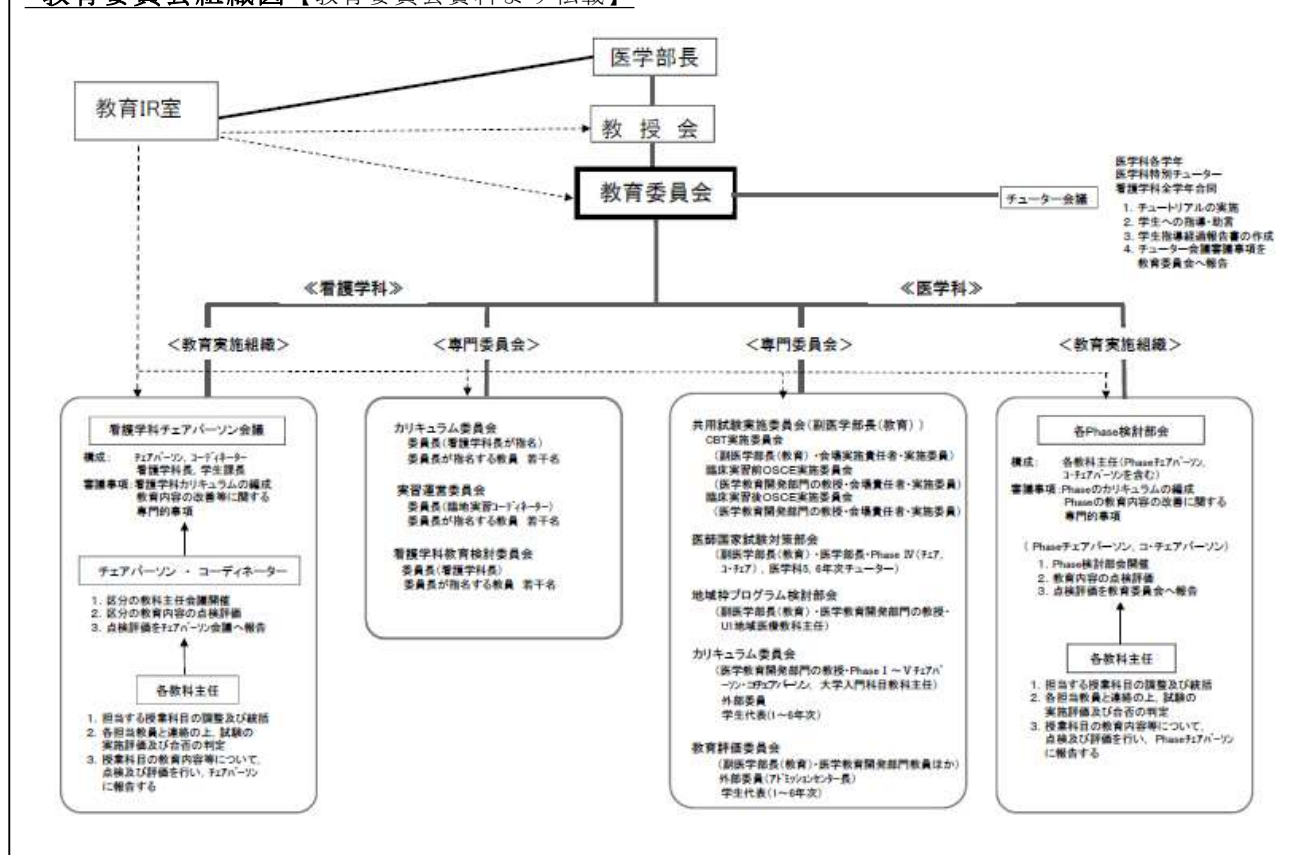 教育委員会組織図【教育委員会資料より転載】
医学部長
教育IR室
教 授 会
教育委員会
チューター会議
医学科各学年
医学科特別チューター
看護学科全学年合同
1. チュートリアルの実施
2. 学生への指導・助言
3. 学生指導経過報告書の作成
4. チューター会議審議事項を
教育委員会へ報告
≪看護学科≫
≪医学科≫
＜教育実施組織＞
＜専門委員会＞
＜専門委員会＞
＜教育実施組織＞
看護学科チェアパーソン会議
構成： チェアパーソン, コーディネーター
看護学科長, 学生課長
審議事項：看護学科カリキュラムの編成
教育内容の改善等に関する
専門的事項
チェアパーソン ・ コーディネーター
1. 区分の教科主任会議開催
2. 区分の教育内容の点検評価
3. 点検評価をチェアパーソン会議へ報告
各教科主任
1. 担当する授業科目の調整及び統括
2. 各担当教員と連絡の上, 試験の
実施評価及び合否の判定
3. 授業科目の教育内容等について,
点検及び評価を行い, チェアパーソン
に報告する
カリキュラム委員会
委員長（看護学科長が指名）
委員長が指名する教員 若干名
実習運営委員会
委員長（臨地実習コーディネーター）
委員長が指名する教員 若干名
看護学科教育検討委員会
委員長（看護学科長）
委員長が指名する教員 若干名
共用試験実施委員会（副医学部長（教育））
CBT実施委員会
（副医学部長（教育）・会場実施責任者・実施委員）
臨床実習前OSCE実施委員会
（医学教育開発部門の教授・会場責任者・実施委員）
臨床実習後OSCE実施委員会
（医学教育開発部門の教授・会場責任者・実施委員）
医師国家試験対策部会
（副医学部長（教育）・医学部長・Phase Ⅳ（チェア,
コ・チェア）, 医学科5, 6年次チューター）
地域枠プログラム検討部会
（副医学部長（教育）・医学教育開発部門の教授・
UI地域医療教科主任）
カリキュラム委員会
（医学教育開発部門の教授・Phase Ⅰ～Ⅴチェアパ
ーソン・コチェアパーソン, 大学入門科目教科主任）
外部委員
学生代表（1～6年次）
教育評価委員会
（副医学部長（教育）・医学教育開発部門教員ほか）
外部委員（アドミッションセンター長）
学生代表（1～6年次）
各Phase検討部会
構成： 各教科主任（Phaseチェアパーソン,
コ・チェアパーソンを含む）
審議事項：Phaseのカリキュラムの編成
Phaseの教育内容の改善に関する
専門的事項
（Phaseチェアパーソン, コ・チェアパーソン）
1. Phase検討部会開催
2. 教育内容の点検評価
3. 点検評価を教育委員会へ報告
各教科主任
1. 担当する授業科目の調整及び統括
2. 各担当教員と連絡の上, 試験の
実施評価及び合否の判定
3. 授業科目の教育内容等について,
点検及び評価を行い, Phaseチェアパーソン
に報告する